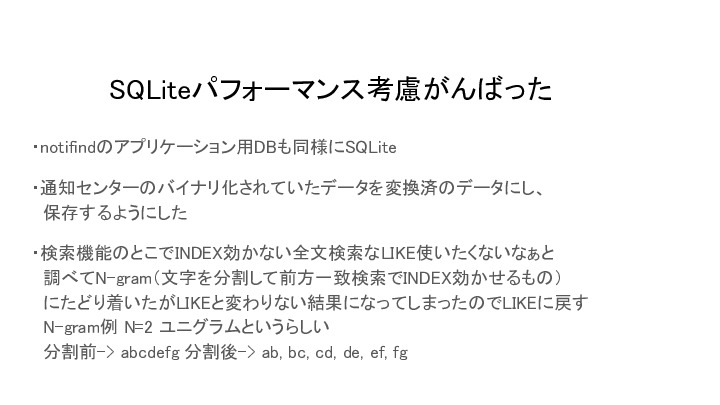 SQLiteパフォーマンス考慮がんばった
・notifindのアプリケーション用DBも同様にSQLite
・通知センターのバイナリ化されていたデータを変換済のデータにし、
保存するようにした
・検索機能のとこでINDEX効かない全文検索なLIKE使いたくないなぁと
調べてN-gram（文字を分割して前方一致検索でINDEX効かせるもの）
にたどり着いたがLIKEと変わりない結果になってしまったのでLIKEに戻す
N-gram例 N=2 ユニグラムというらしい
分割前-> abcdefg 分割後-> ab, bc, cd, de, ef, fg